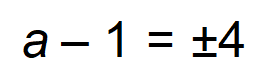 a – 1 = ±4